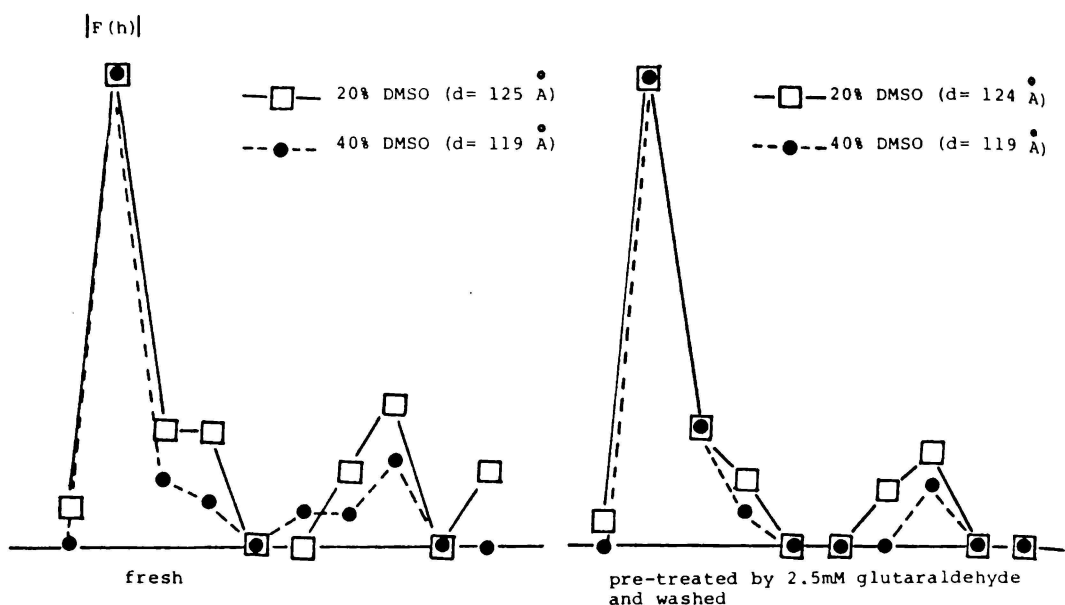 |F(h)|
20% DMSO (d= 125 Å)
40% DMSO (d= 119 Å)
20% DMSO (d= 124 Å)
40% DMSO (d= 119 Å)
fresh
pre-treated by 2.5mM glutaraldehyde
and washed